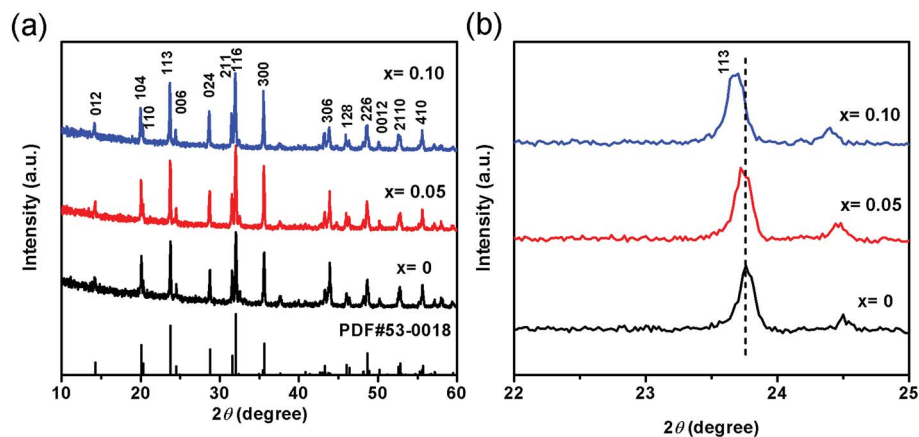 (a)
Intensity (a.u.)
012
104
110
113
006
024
211
116
300
x= 0.10
306
128
226
0012
2110
410
x= 0.05
x= 0
PDF#53-0018
10 20 30 40 50 60
2θ (degree)
(b)
Intensity (a.u.)
113
x= 0.10
x= 0.05
x= 0
22 23 24 25
2θ (degree)